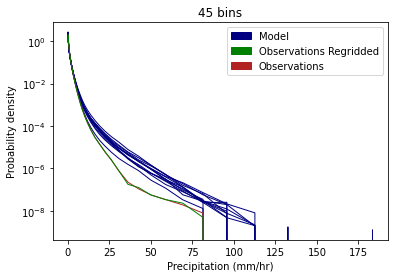 45 bins
Model
Observations Regridded
Observations
Probability density
10⁰
10⁻²
10⁻⁴
10⁻⁶
10⁻⁸
0 25 50 75 100 125 150 175
Precipitation (mm/hr)